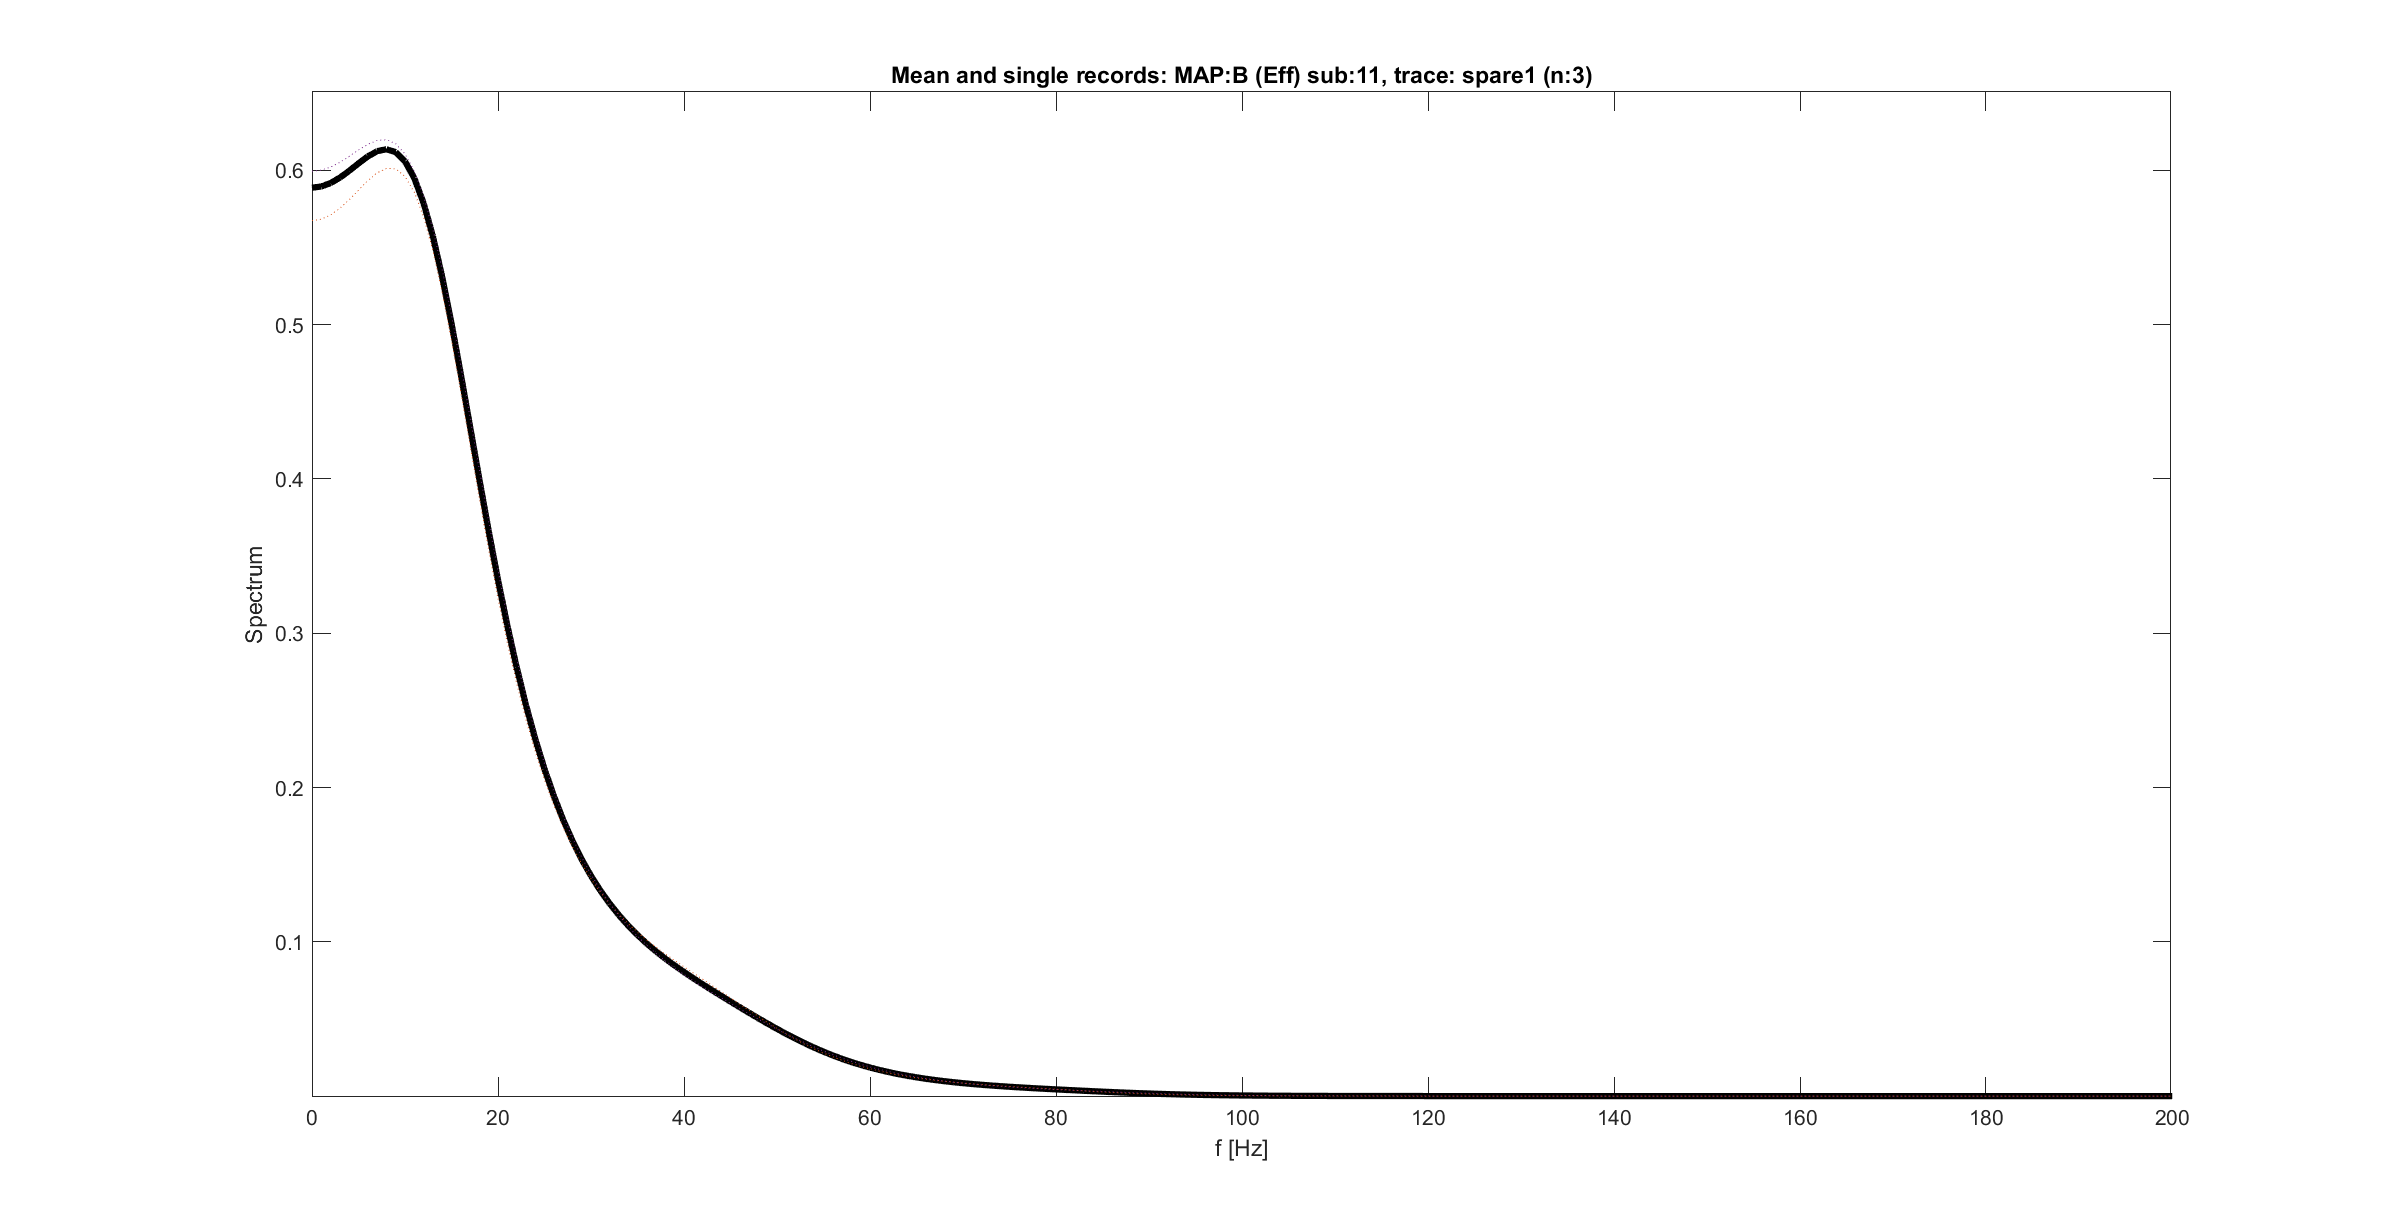 Mean and single records: MAP:B (Eff) sub:11, trace: spare1 (n:3)
0.6
0.5
0.4
0.3
0.2
0.1
Spectrum
0 20 40 60 80 100 120 140 160 180 200
f [Hz]